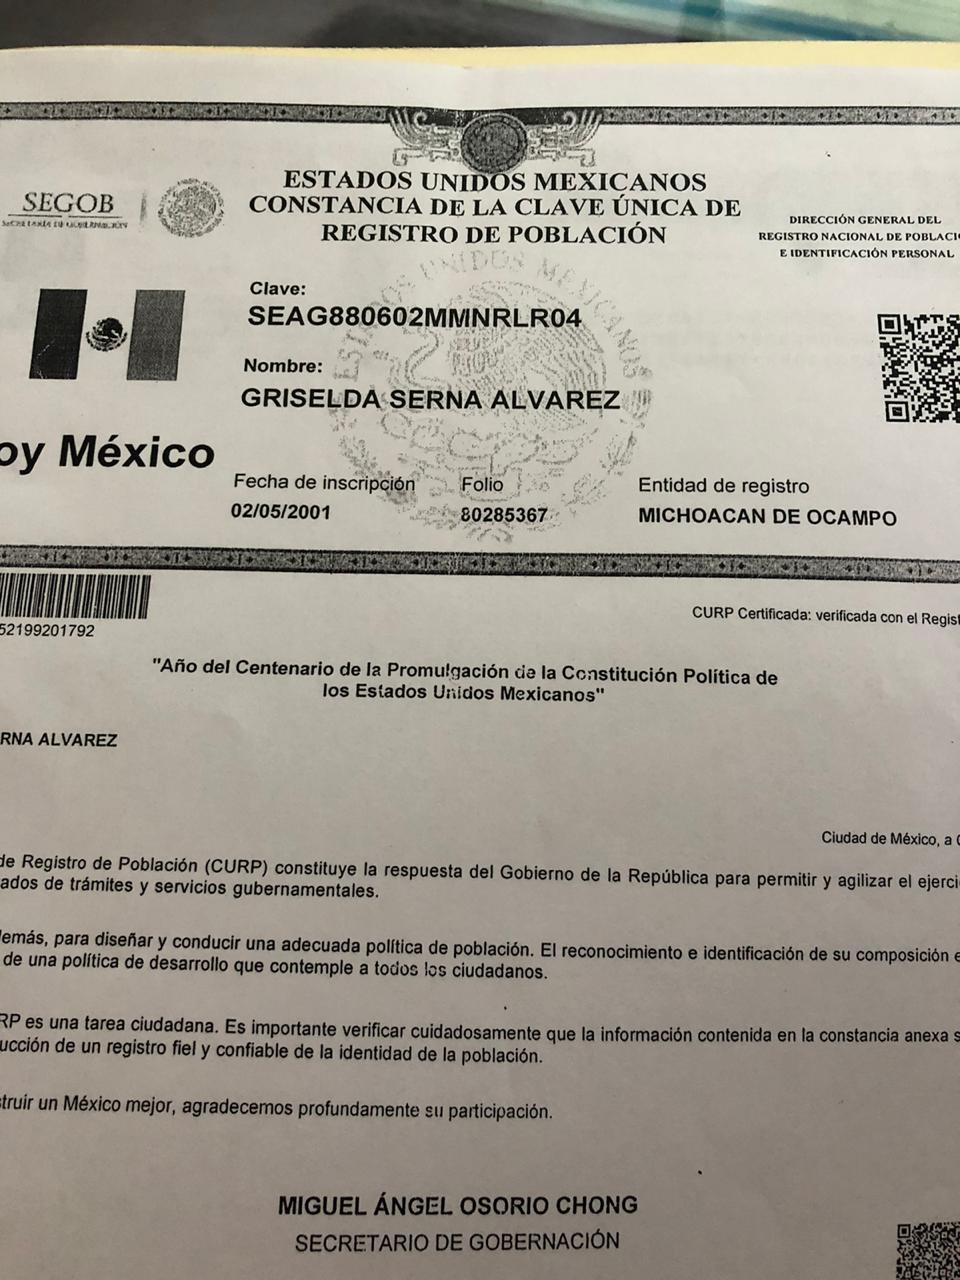 ESTADOS UNIDOS MEXICANOS
CONSTANCIA DE LA CLAVE ÚNICA DE
REGISTRO DE POBLACIÓN
SEGOB
SECRETARÍA DE GOBERNACIÓN
DIRECCIÓN GENERAL DEL
REGISTRO NACIONAL DE POBLACIÓ
E IDENTIFICACIÓN PERSONAL
ESTADOS UNIDOS MEXICANOS
Clave:
SEAG880602MMNRLR04
Nombre:
GRISELDA SERNA ALVAREZ
oy México
Fecha de inscripción Folio Entidad de registro
02/05/2001 80285367 MICHOACAN DE OCAMPO
52199201792
CURP Certificada: verificada con el Regist
"Año del Centenario de la Promulgación de la Constitución Política de
los Estados Unidos Mexicanos"
RNA ALVAREZ
Ciudad de México, a
de Registro de Población (CURP) constituye la respuesta del Gobierno de la República para permitir y agilizar el ejerci
ados de trámites y servicios gubernamentales.
emás, para diseñar y conducir una adecuada política de población. El reconocimiento e identificación de su composición e
de una política de desarrollo que contemple a todos los ciudadanos.
RP es una tarea ciudadana. Es importante verificar cuidadosamente que la información contenida en la constancia anexa s
ucción de un registro fiel y confiable de la identidad de la población.
truir un México mejor, agradecemos profundamente su participación.
MIGUEL ÁNGEL OSORIO CHONG
SECRETARIO DE GOBERNACIÓN